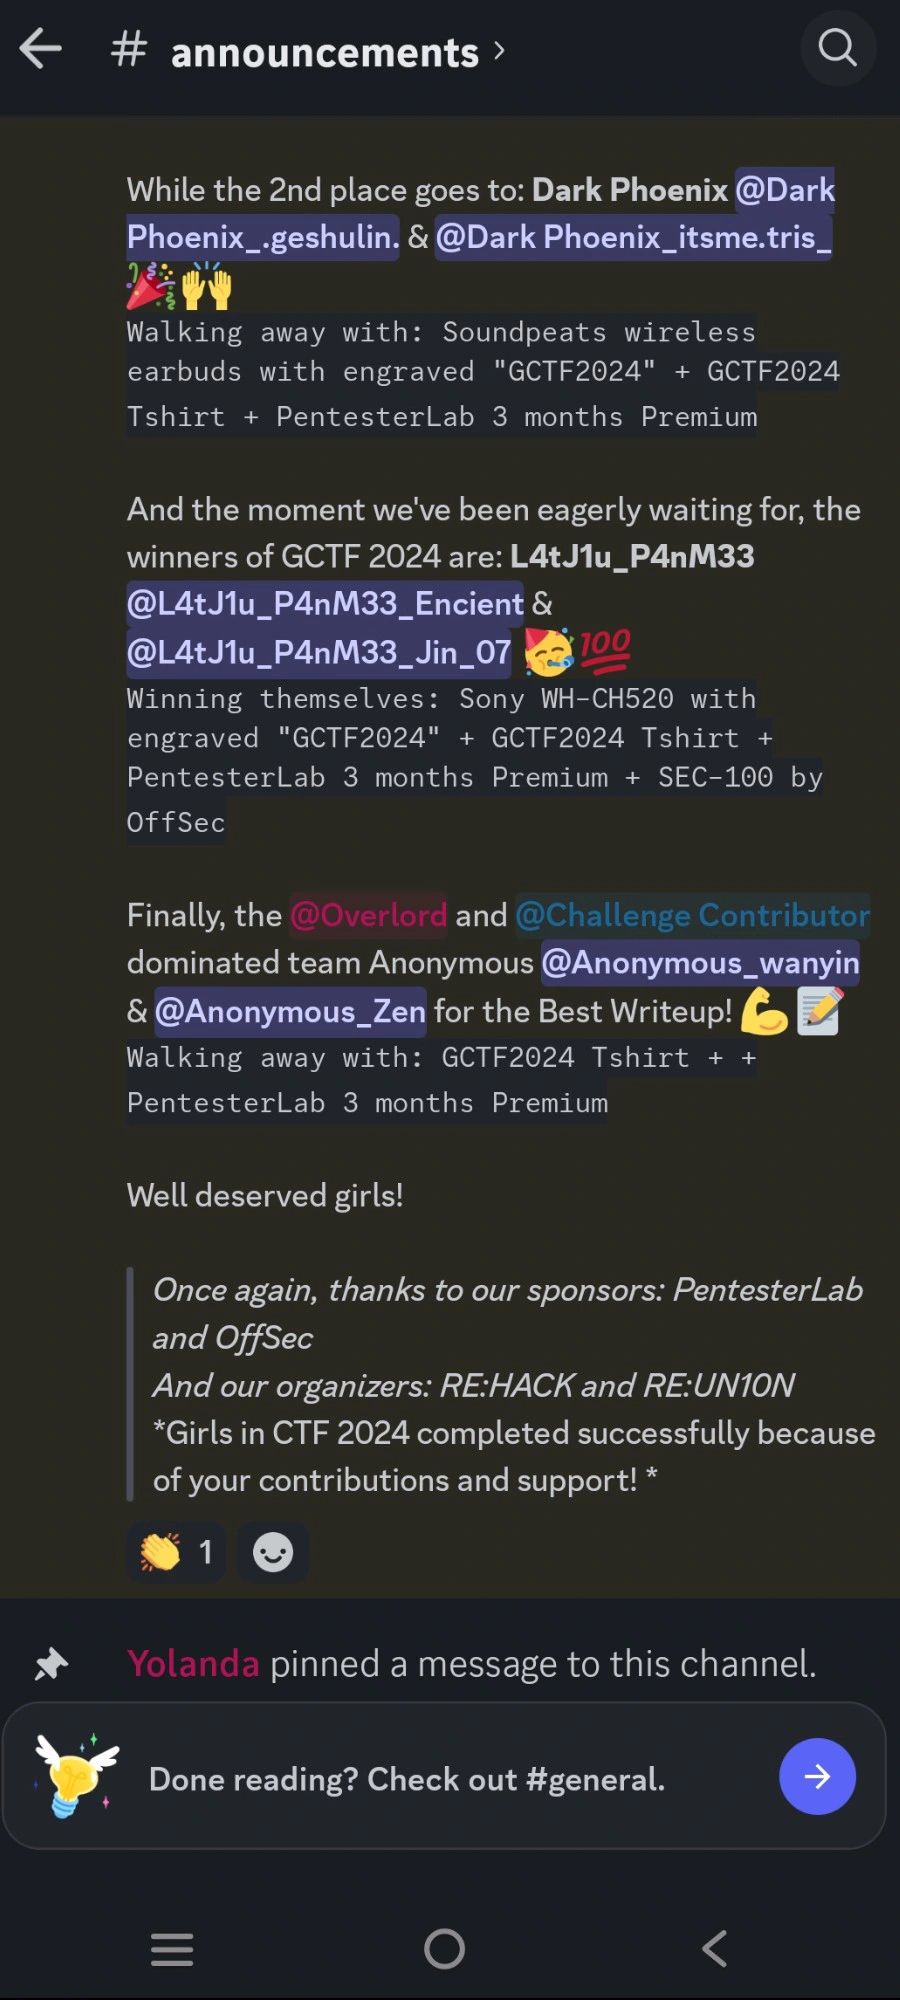 # announcements
While the 2nd place goes to: Dark Phoenix @Dark
Phoenix_.geshulin. & @Dark Phoenix_itsme.tris_
🎉🙌
Walking away with: Soundpeats wireless
earbuds with engraved "GCTF2024" + GCTF2024
Tshirt + PentesterLab 3 months Premium
And the moment we've been eagerly waiting for, the
winners of GCTF 2024 are: L4tJ1u_P4nM33
@L4tJ1u_P4nM33_Encient &
@L4tJ1u_P4nM33_Jin_07 🥳💯
Winning themselves: Sony WH-CH520 with
engraved "GCTF2024" + GCTF2024 Tshirt +
PentesterLab 3 months Premium + SEC-100 by
OffSec
Finally, the @Overlord and @Challenge Contributor
dominated team Anonymous @Anonymous_wanyin
& @Anonymous_Zen for the Best Writeup! 💪📝
Walking away with: GCTF2024 Tshirt + +
PentesterLab 3 months Premium
Well deserved girls!
Once again, thanks to our sponsors: PentesterLab
and OffSec
And our organizers: RE:HACK and RE:UN10N
*Girls in CTF 2024 completed successfully because
of your contributions and support! *
👏 1
Yolanda pinned a message to this channel.
Done reading? Check out #general.